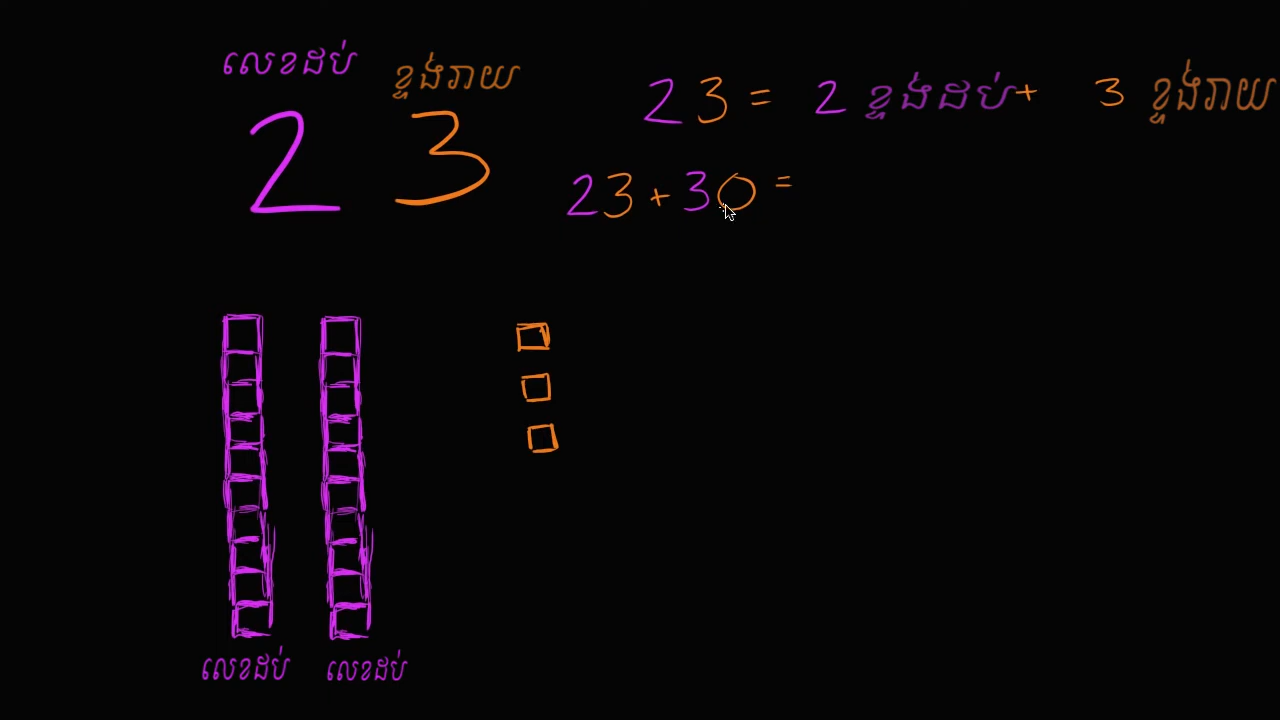 លេខដប់ ខ្ទង់រាយ
2 3
23 = 2 ខ្ទង់ដប់ + 3 ខ្ទង់រាយ
23 + 30 =
លេខដប់ លេខដប់